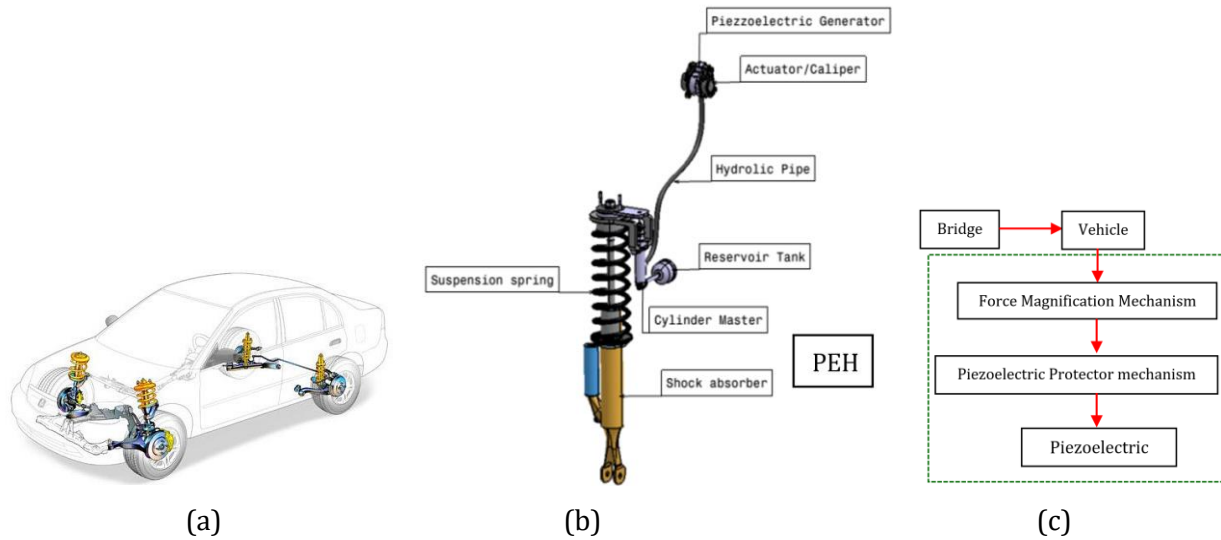 Piezzoelectric Generator
Actuator/Caliper
Hydrolic Pipe
Reservoir Tank
Suspension spring
Cylinder Master
PEH
Shock absorber
Bridge
Vehicle
Force Magnification Mechanism
Piezoelectric Protector mechanism
Piezoelectric
(a)
(b)
(c)